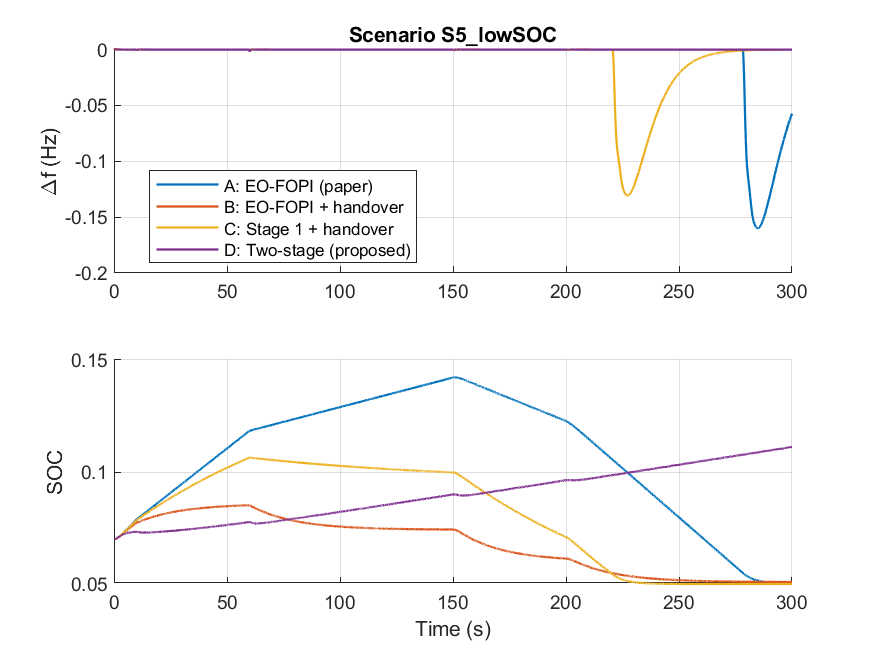 Scenario S5_lowSOC
0
-0.05
-0.1
-0.15
-0.2
Δf (Hz)
A: EO-FOPI (paper)
B: EO-FOPI + handover
C: Stage 1 + handover
D: Two-stage (proposed)
0 50 100 150 200 250 300
0.15
0.1
0.05
SOC
0 50 100 150 200 250 300
Time (s)